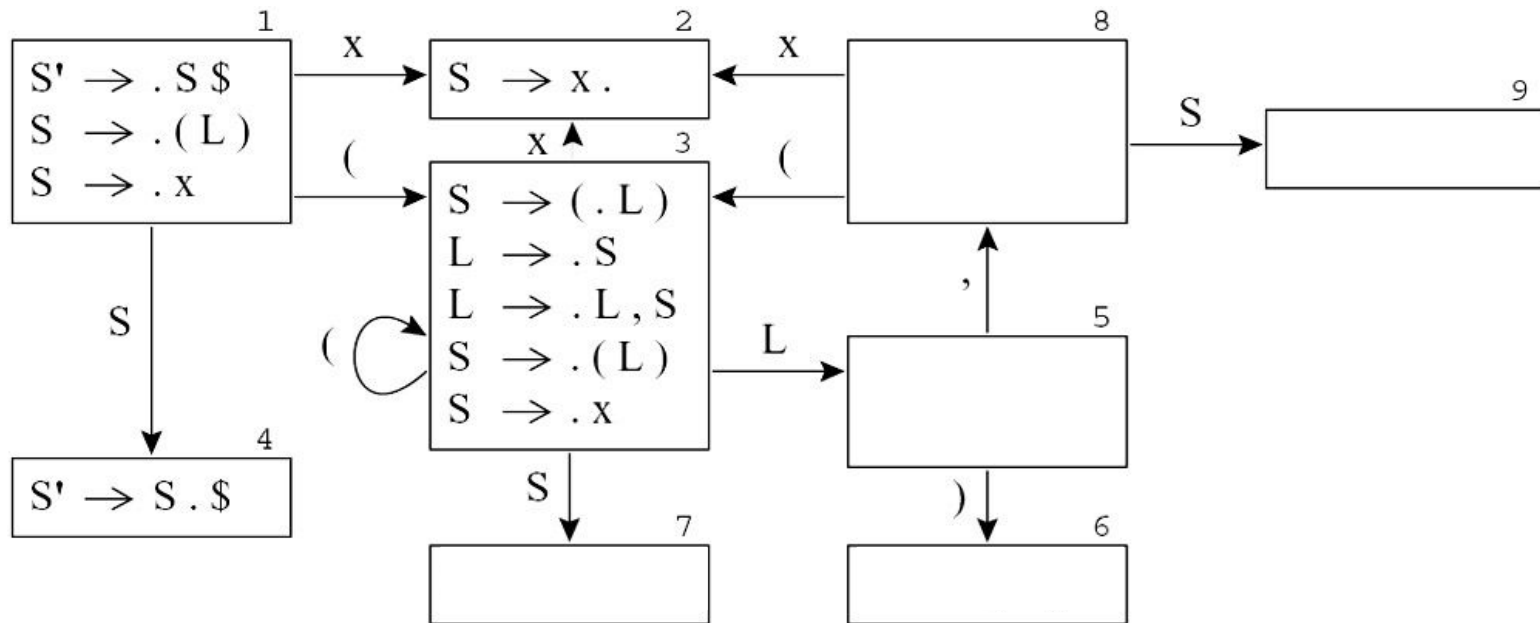 1
S' → . S $
S → . ( L )
S → . x
x
(
S
4
S' → S . $
2
S → x .
x
3
S → ( . L )
L → . S
L → . L , S
S → . ( L )
S → . x
(
S
7
L
x
(
8
,
5
)
6
S
9